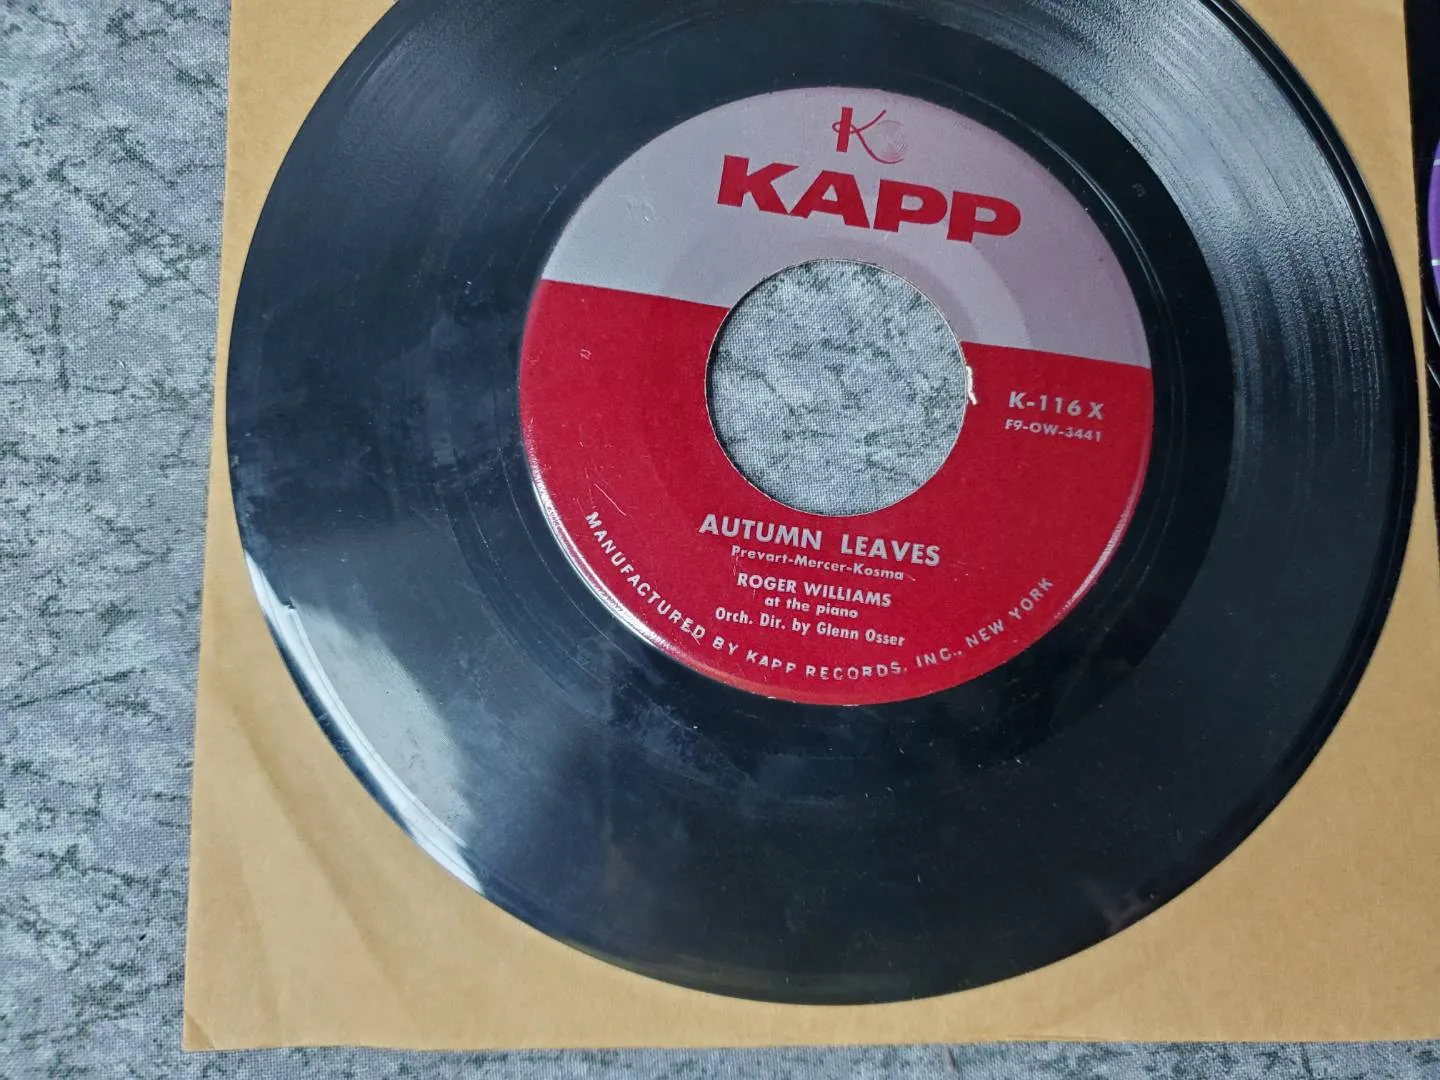 K
KAPP
K-116 X
F9-OW-3441
AUTUMN LEAVES
Prevart-Mercer-Kosma
ROGER WILLIAMS
at the piano
Orch. Dir. by Glenn Osser
MANUFACTURED BY KAPP RECORDS, INC., NEW YORK